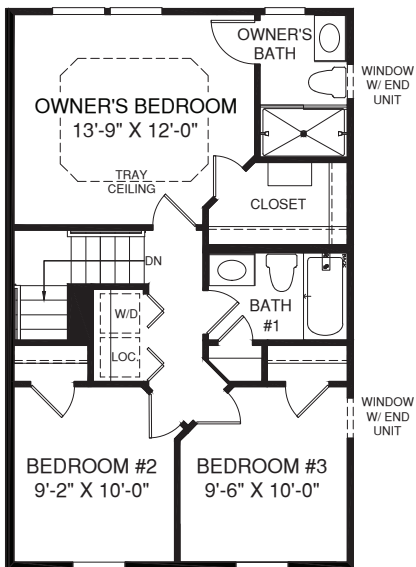 OWNER'S
BATH
WINDOW
W/ END
UNIT
OWNER'S BEDROOM
13'-9" X 12'-0"
TRAY
CEILING
CLOSET
DN
W/D
BATH
#1
LOC.
WINDOW
W/ END
UNIT
BEDROOM #2
9'-2" X 10'-0"
BEDROOM #3
9'-6" X 10'-0"